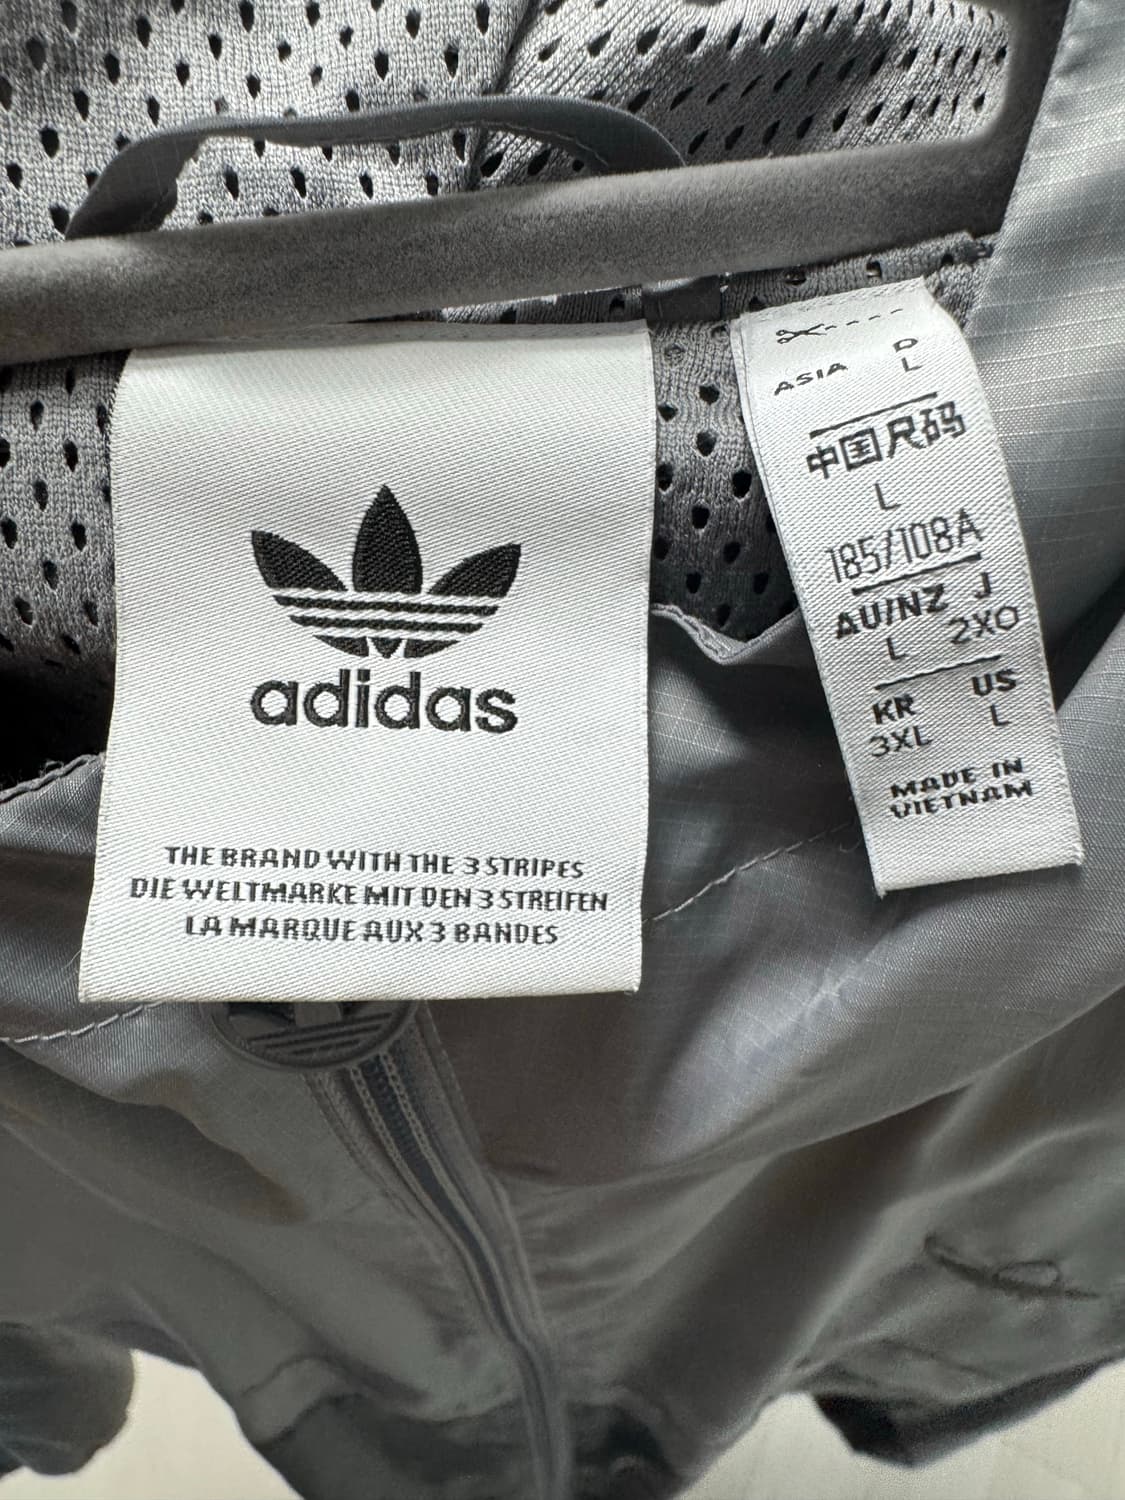 adidas
THE BRAND WITH THE 3 STRIPES
DIE WELTMARKE MIT DEN 3 STREIFEN
LA MARQUE AUX 3 BANDES
ASIA D
L
中国尺码
L
185/108A
AU/NZ J
L 2XO
KR US
3XL L
MADE IN
VIETNAM